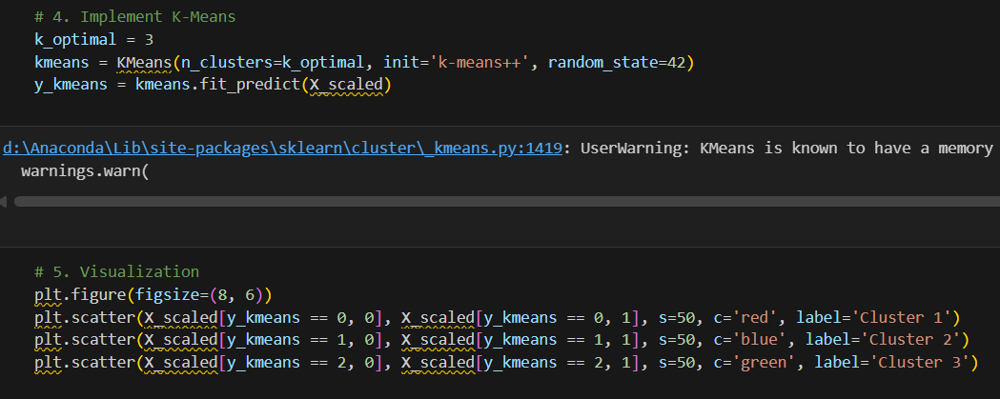 # 4. Implement K-Means
k_optimal = 3
kmeans = KMeans(n_clusters=k_optimal, init='k-means++', random_state=42)
y_kmeans = kmeans.fit_predict(X_scaled)
d:\Anaconda\Lib\site-packages\sklearn\cluster\_kmeans.py:1419: UserWarning: KMeans is known to have a memory
warnings.warn(
# 5. Visualization
plt.figure(figsize=(8, 6))
plt.scatter(X_scaled[y_kmeans == 0, 0], X_scaled[y_kmeans == 0, 1], s=50, c='red', label='Cluster 1')
plt.scatter(X_scaled[y_kmeans == 1, 0], X_scaled[y_kmeans == 1, 1], s=50, c='blue', label='Cluster 2')
plt.scatter(X_scaled[y_kmeans == 2, 0], X_scaled[y_kmeans == 2, 1], s=50, c='green', label='Cluster 3')